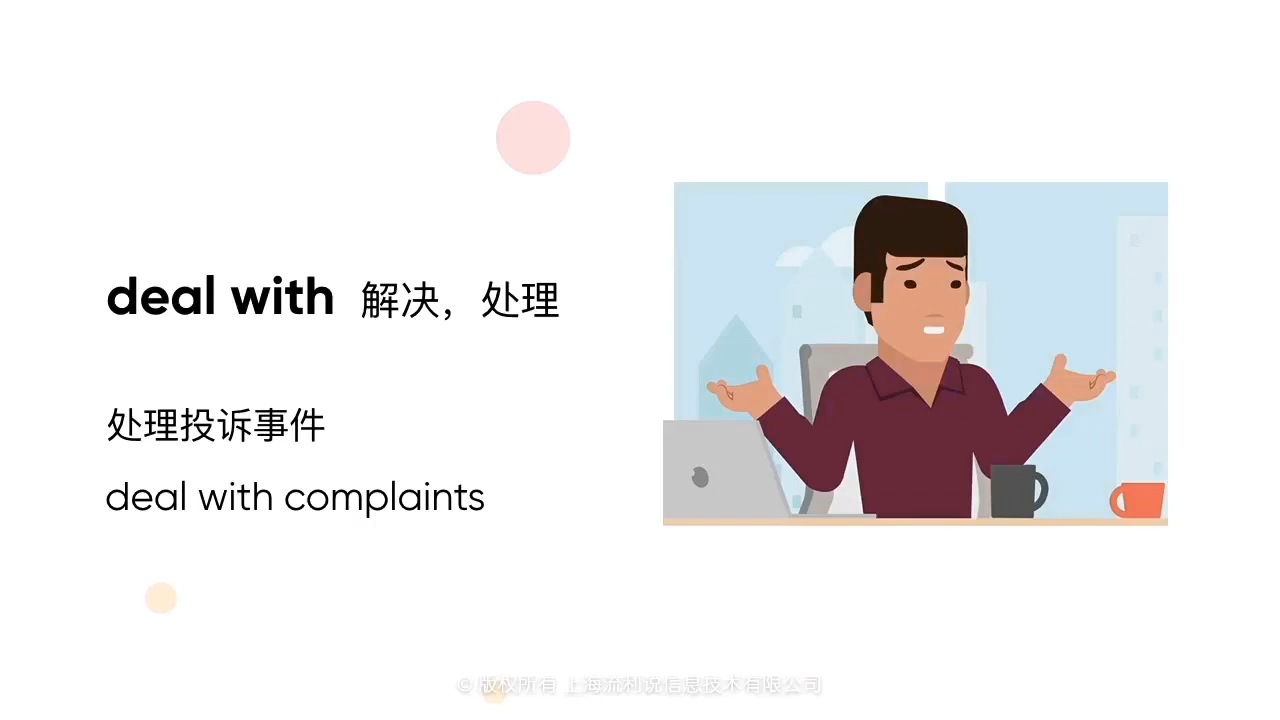 deal with 解决，处理
处理投诉事件
deal with complaints
© 版权所有 上海流利说信息技术有限公司